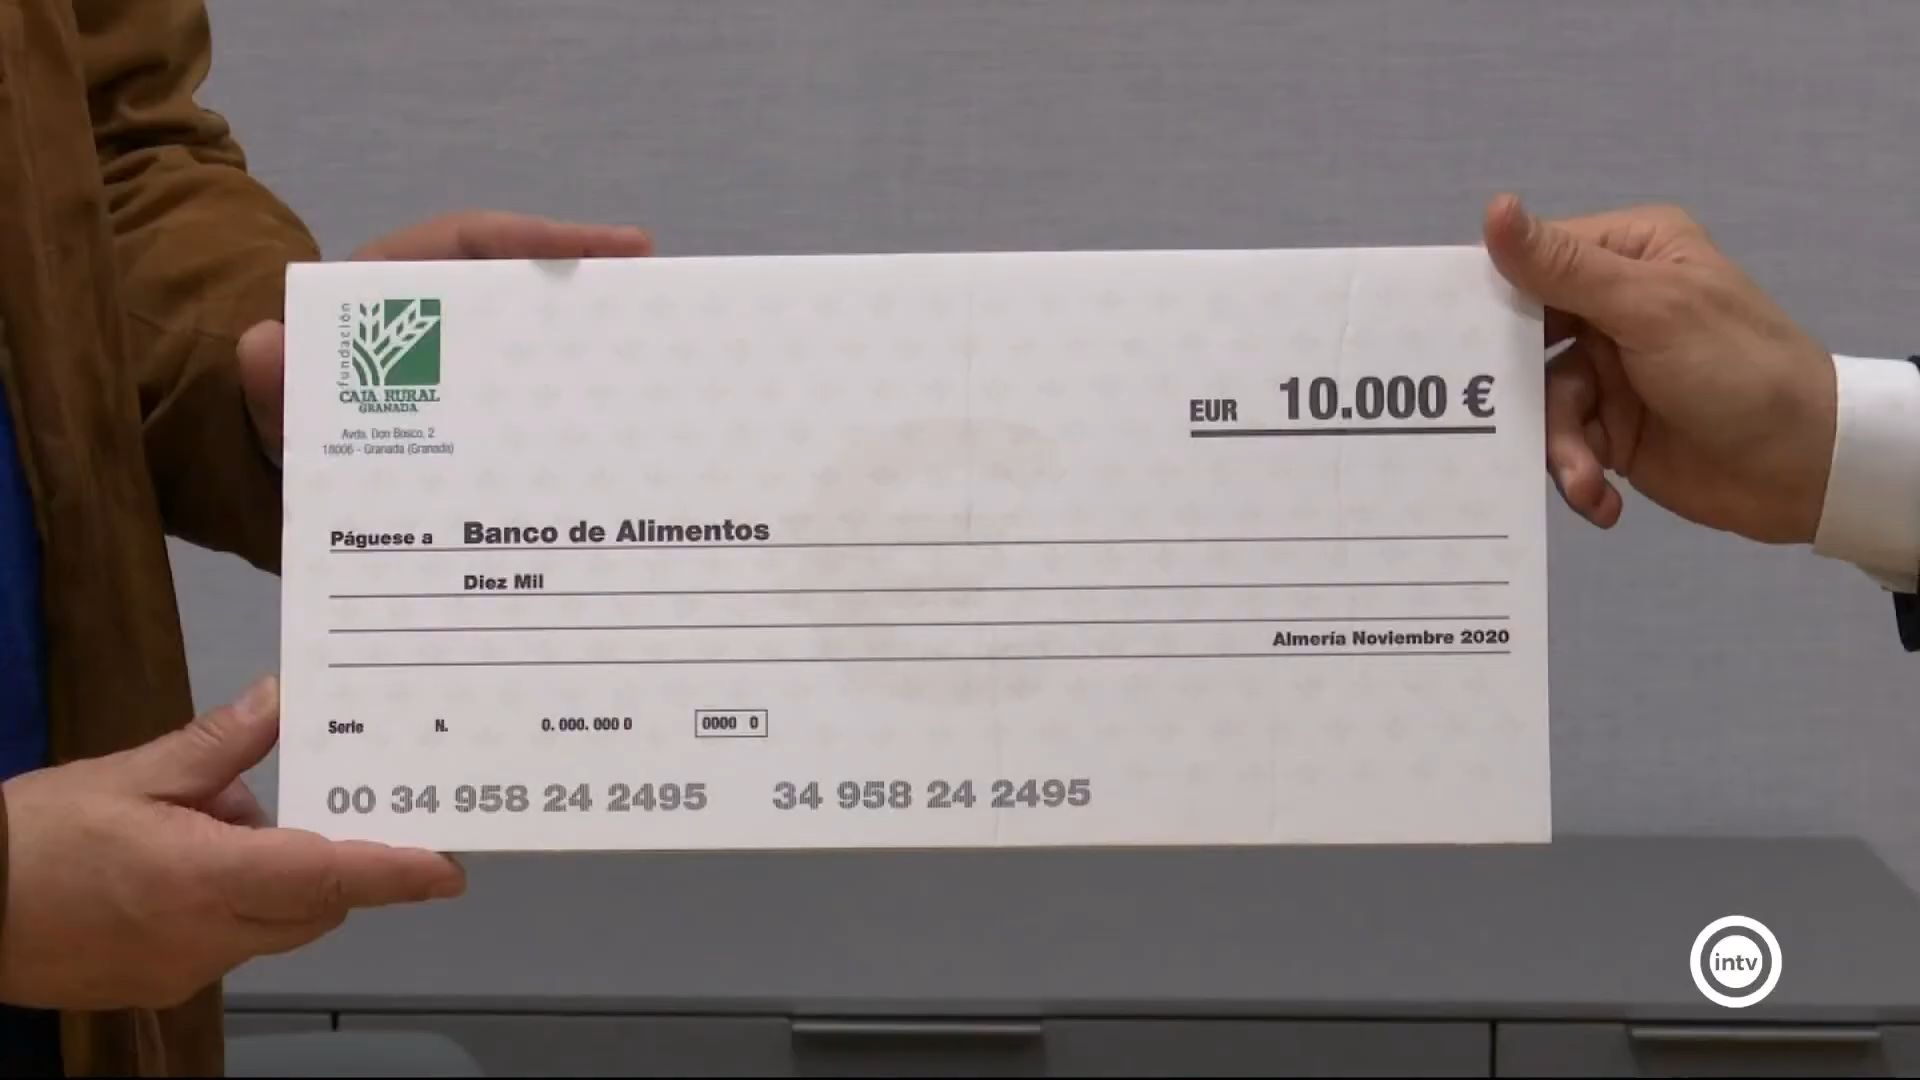 fundación
CAJA RURAL
GRANADA
Avda. Don Bosco, 2
18006 - Granada (Granada)
EUR 10.000 €
Páguese a Banco de Alimentos
Diez Mil
Almería Noviembre 2020
Serie N. 0. 000. 000 0 0000 0
00 34 958 24 2495 34 958 24 2495
intv